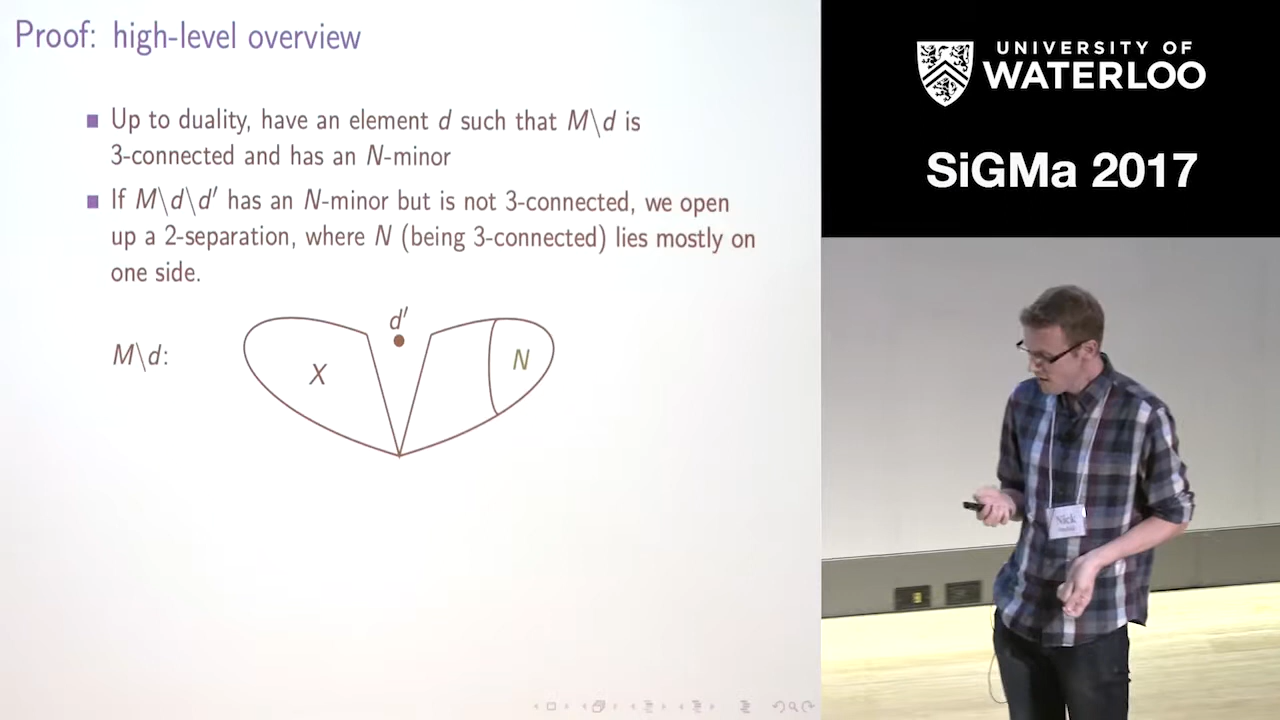 Proof: high-level overview
Up to duality, have an element d such that M\d is
3-connected and has an N-minor
If M\d\d′ has an N-minor but is not 3-connected, we open
up a 2-separation, where N (being 3-connected) lies mostly on
one side.
d′
M\d:
X
N
UNIVERSITY OF
WATERLOO
SiGMa 2017
Nick